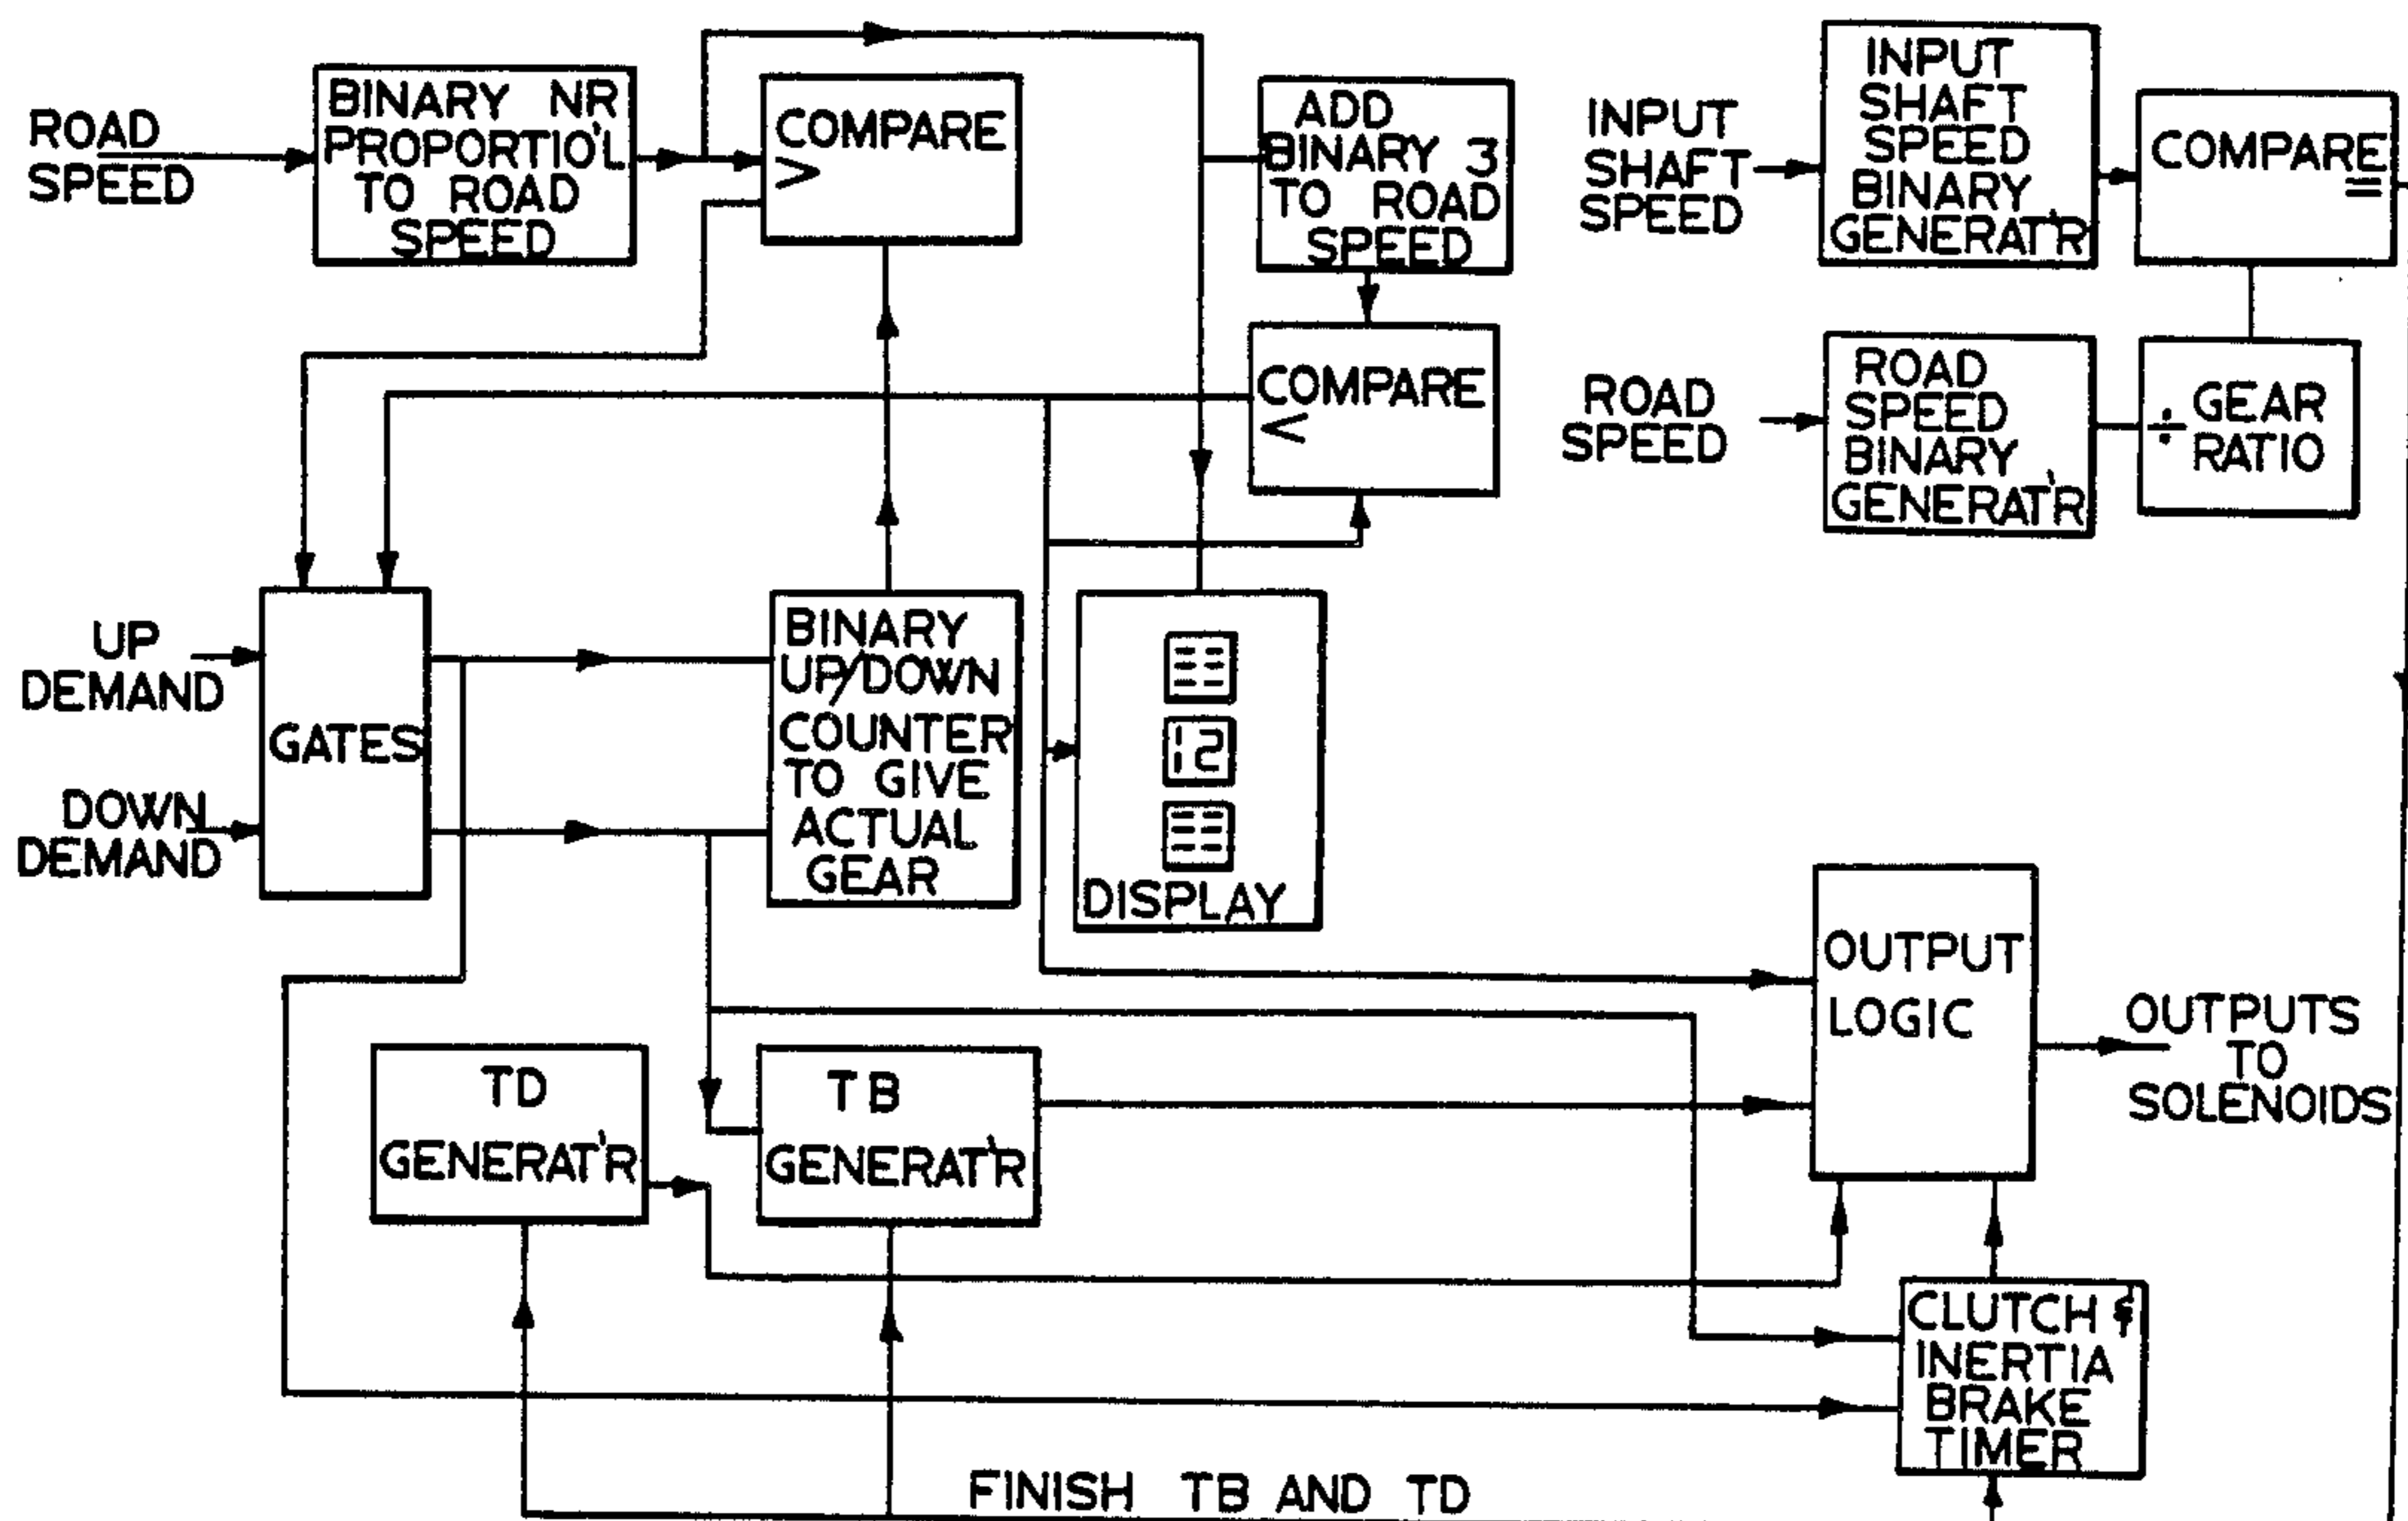 ROAD
SPEED
BINARY NR
PROPORTIO'L
TO ROAD
SPEED
COMPARE
>
ADD
BINARY 3
TO ROAD
SPEED
INPUT
SHAFT
SPEED
INPUT
SHAFT
SPEED
BINARY
GENERAT'R
COMPARE
=
COMPARE
<
ROAD
SPEED
ROAD
SPEED
BINARY
GENERAT'R
÷ GEAR
RATIO
UP
DEMAND
DOWN
DEMAND
GATES
BINARY
UP/DOWN
COUNTER
TO GIVE
ACTUAL
GEAR
12
DISPLAY
OUTPUT
LOGIC
OUTPUTS
TO
SOLENOIDS
TD
GENERAT'R
TB
GENERAT'R
CLUTCH &
INERTIA
BRAKE
TIMER
FINISH TB AND TD